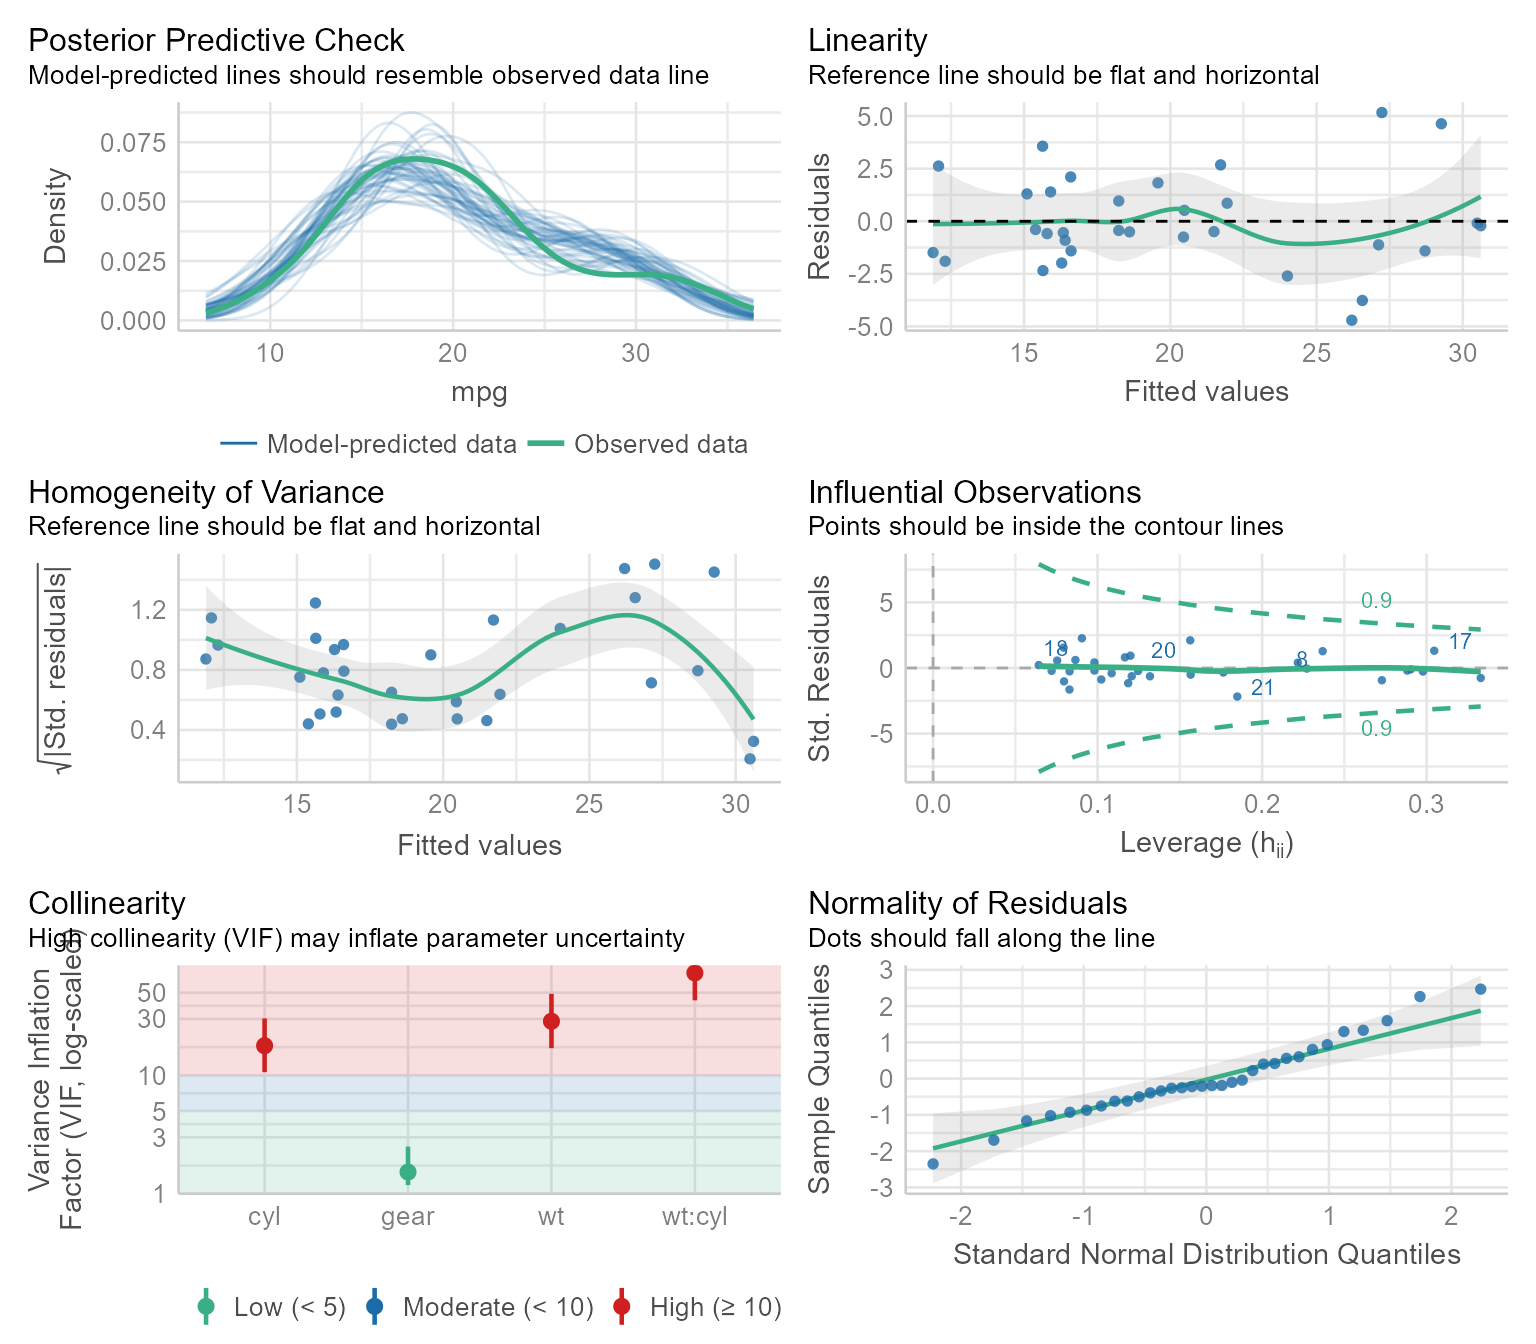 Posterior Predictive Check
Model-predicted lines should resemble observed data line
Density
0.075
0.050
0.025
0.000
10 20 30
mpg
Model-predicted data Observed data
Linearity
Reference line should be flat and horizontal
Residuals
5.0
2.5
0.0
-2.5
-5.0
15 20 25 30
Fitted values
Homogeneity of Variance
Reference line should be flat and horizontal
√|Std. residuals|
1.2
0.8
0.4
15 20 25 30
Fitted values
Influential Observations
Points should be inside the contour lines
Std. Residuals
5
0
-5
0.9
18 20 8 17
21
0.9
0.0 0.1 0.2 0.3
Leverage (hii)
Collinearity
High collinearity (VIF) may inflate parameter uncertainty
Variance Inflation
Factor (VIF, log-scaled)
50
30
10
5
3
1
cyl gear wt wt:cyl
Low (< 5) Moderate (< 10) High (≥ 10)
Normality of Residuals
Dots should fall along the line
Sample Quantiles
3
2
1
0
-1
-2
-3
-2 -1 0 1 2
Standard Normal Distribution Quantiles